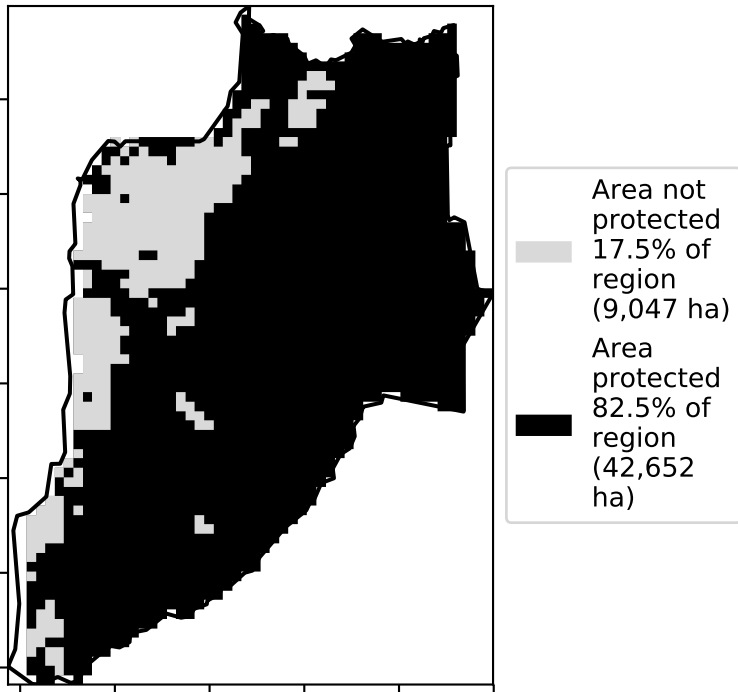 Area not
protected
17.5% of
region
(9,047 ha)
Area
protected
82.5% of
region
(42,652
ha)